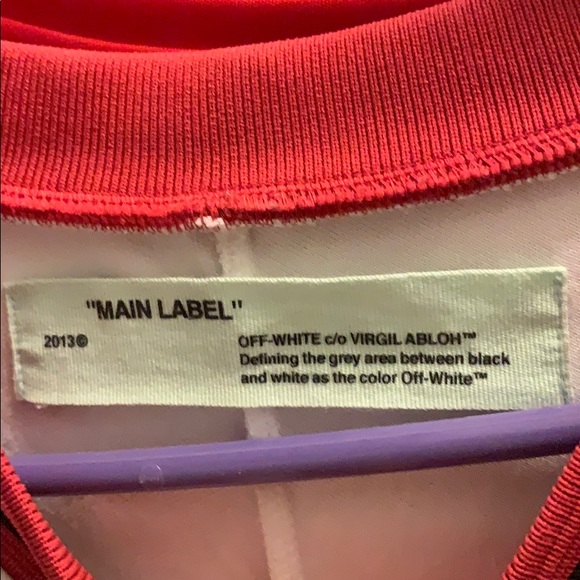 "MAIN LABEL"
2013©
OFF-WHITE c/o VIRGIL ABLOH™
Defining the grey area between black
and white as the color Off-White™